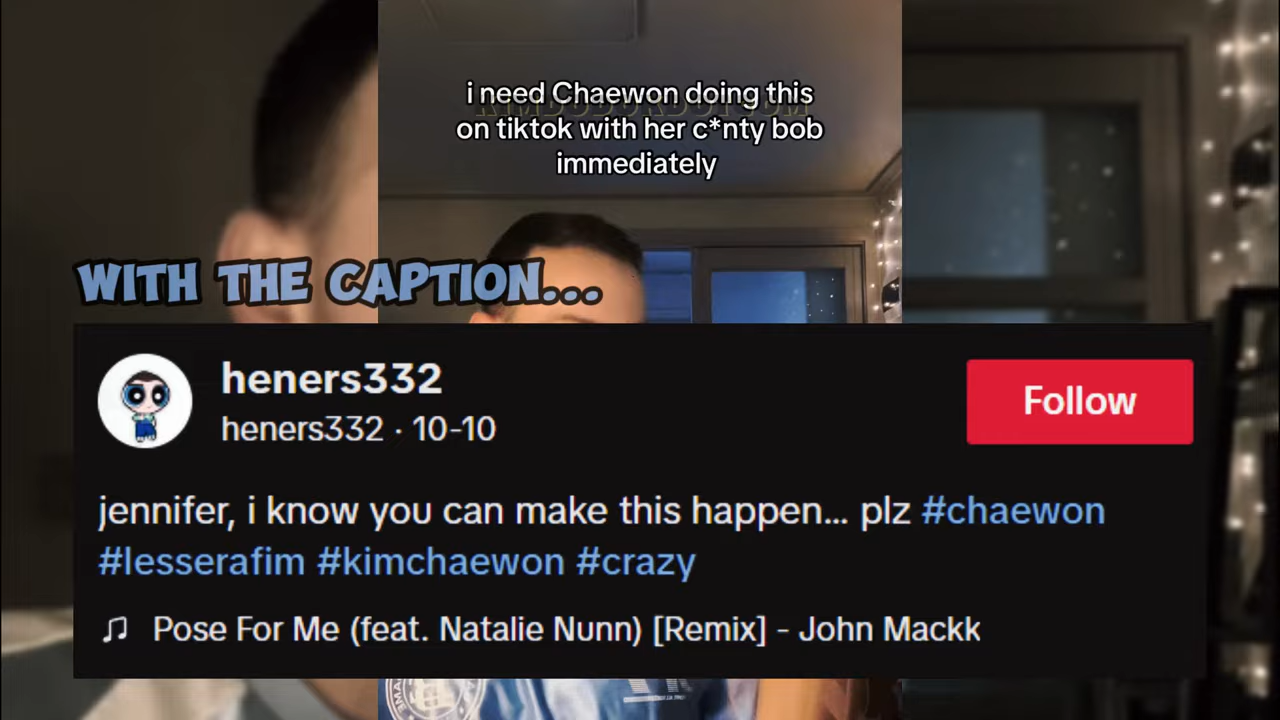 i need Chaewon doing this
on tiktok with her c*nty bob
immediately
WITH THE CAPTION...
heners332
heners332 · 10-10
Follow
jennifer, i know you can make this happen... plz #chaewon
#lesserafim #kimchaewon #crazy
Pose For Me (feat. Natalie Nunn) [Remix] - John Mackk